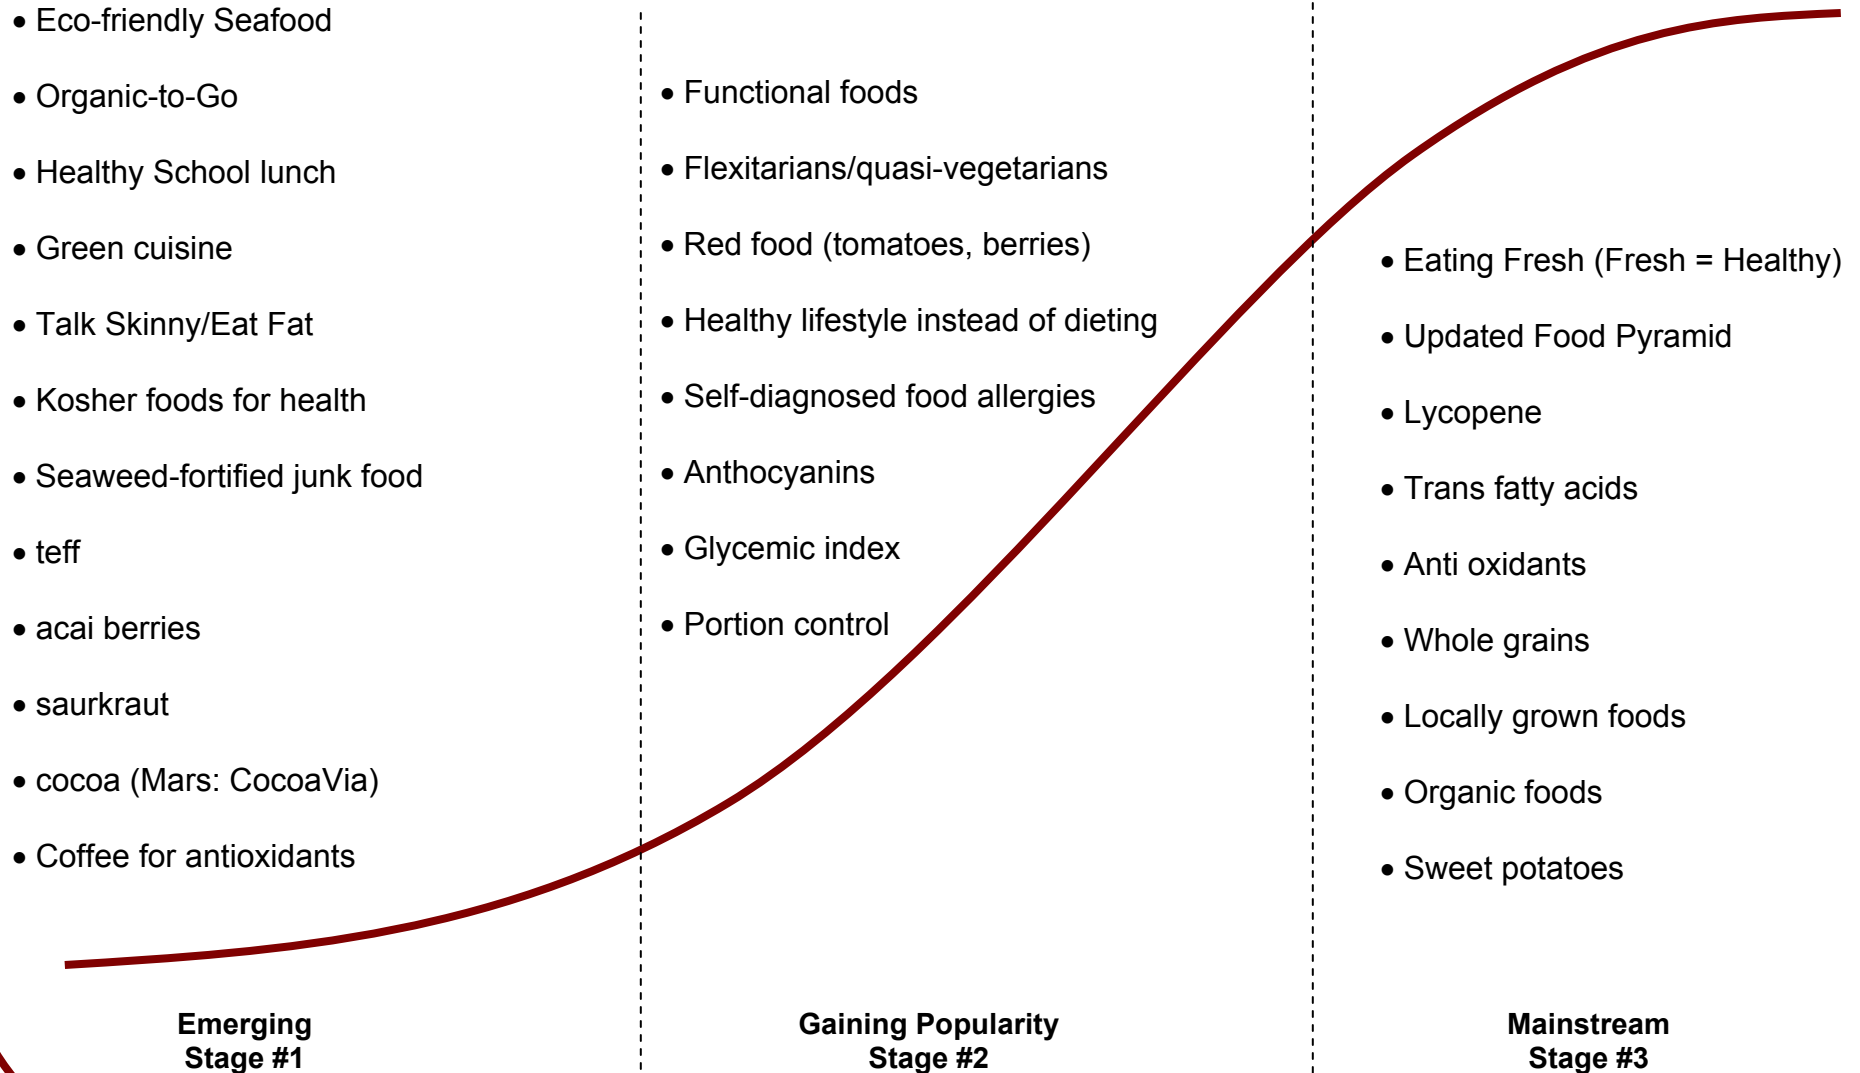 • Eco-friendly Seafood
• Organic-to-Go
• Healthy School lunch
• Green cuisine
• Talk Skinny/Eat Fat
• Kosher foods for health
• Seaweed-fortified junk food
• teff
• acai berries
• saurkraut
• cocoa (Mars: CocoaVia)
• Coffee for antioxidants
Emerging
Stage #1
• Functional foods
• Flexitarians/quasi-vegetarians
• Red food (tomatoes, berries)
• Healthy lifestyle instead of dieting
• Self-diagnosed food allergies
• Anthocyanins
• Glycemic index
• Portion control
Gaining Popularity
Stage #2
• Eating Fresh (Fresh = Healthy)
• Updated Food Pyramid
• Lycopene
• Trans fatty acids
• Anti oxidants
• Whole grains
• Locally grown foods
• Organic foods
• Sweet potatoes
Mainstream
Stage #3